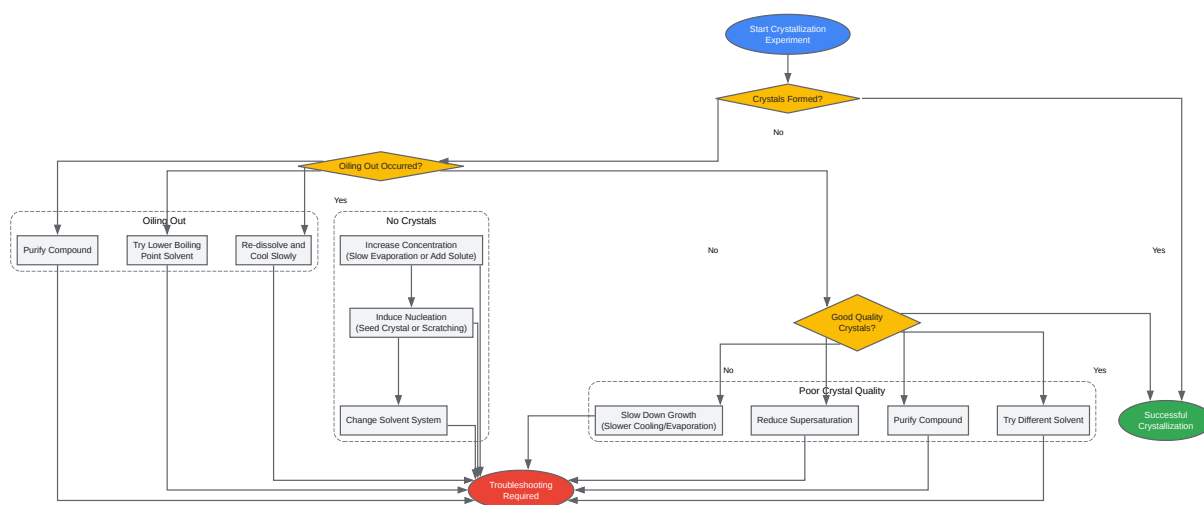 Start Crystallization
Experiment
Crystals Formed?
No
Oiling Out Occurred?
Yes
Oiling Out
Purify Compound
Try Lower Boiling
Point Solvent
Re-dissolve and
Cool Slowly
No Crystals
Increase Concentration
(Slow Evaporation or Add Solute)
Induce Nucleation
(Seed Crystal or Scratching)
Change Solvent System
No
Yes
Good Quality
Crystals?
No
Yes
Poor Crystal Quality
Slow Down Growth
(Slower Cooling/Evaporation)
Reduce Supersaturation
Purify Compound
Try Different Solvent
Successful
Crystallization
Troubleshooting
Required